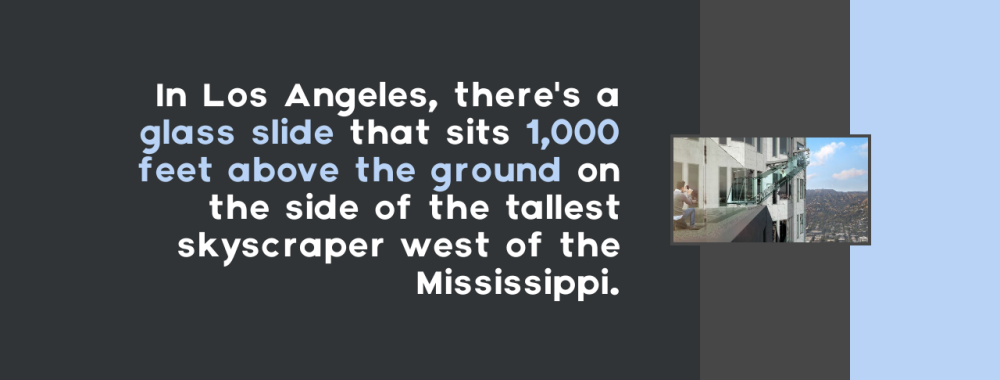 In Los Angeles, there's a
glass slide that sits 1,000
feet above the ground on
the side of the tallest
skyscraper west of the
Mississippi.